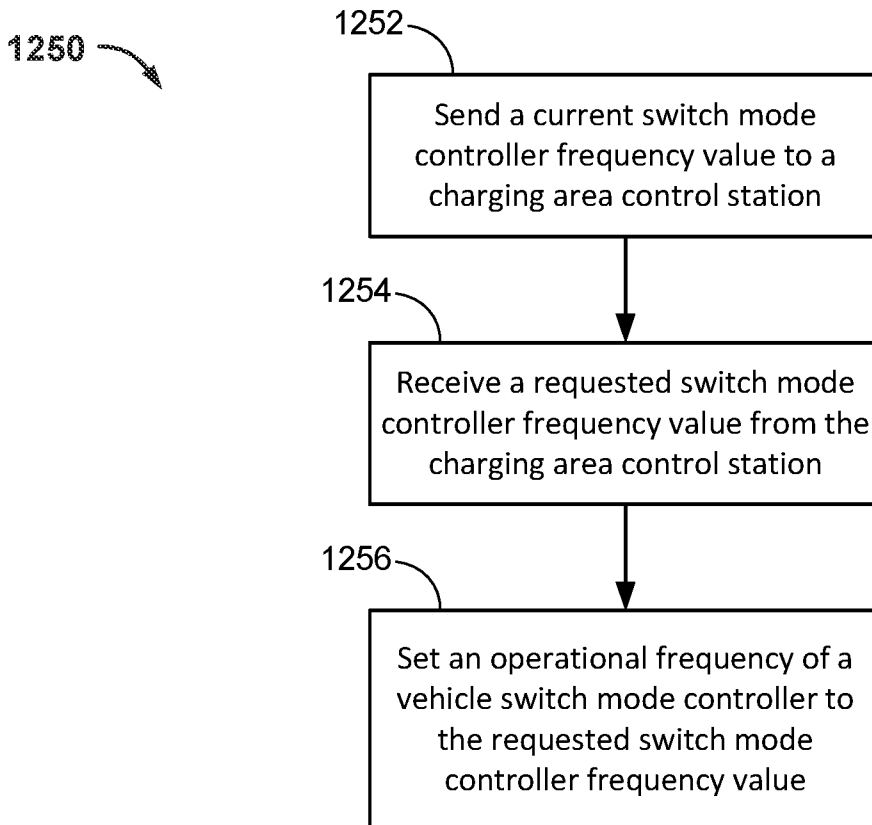 1250
1252
Send a current switch mode
controller frequency value to a
charging area control station
1254
Receive a requested switch mode
controller frequency value from the
charging area control station
1256
Set an operational frequency of a
vehicle switch mode controller to
the requested switch mode
controller frequency value